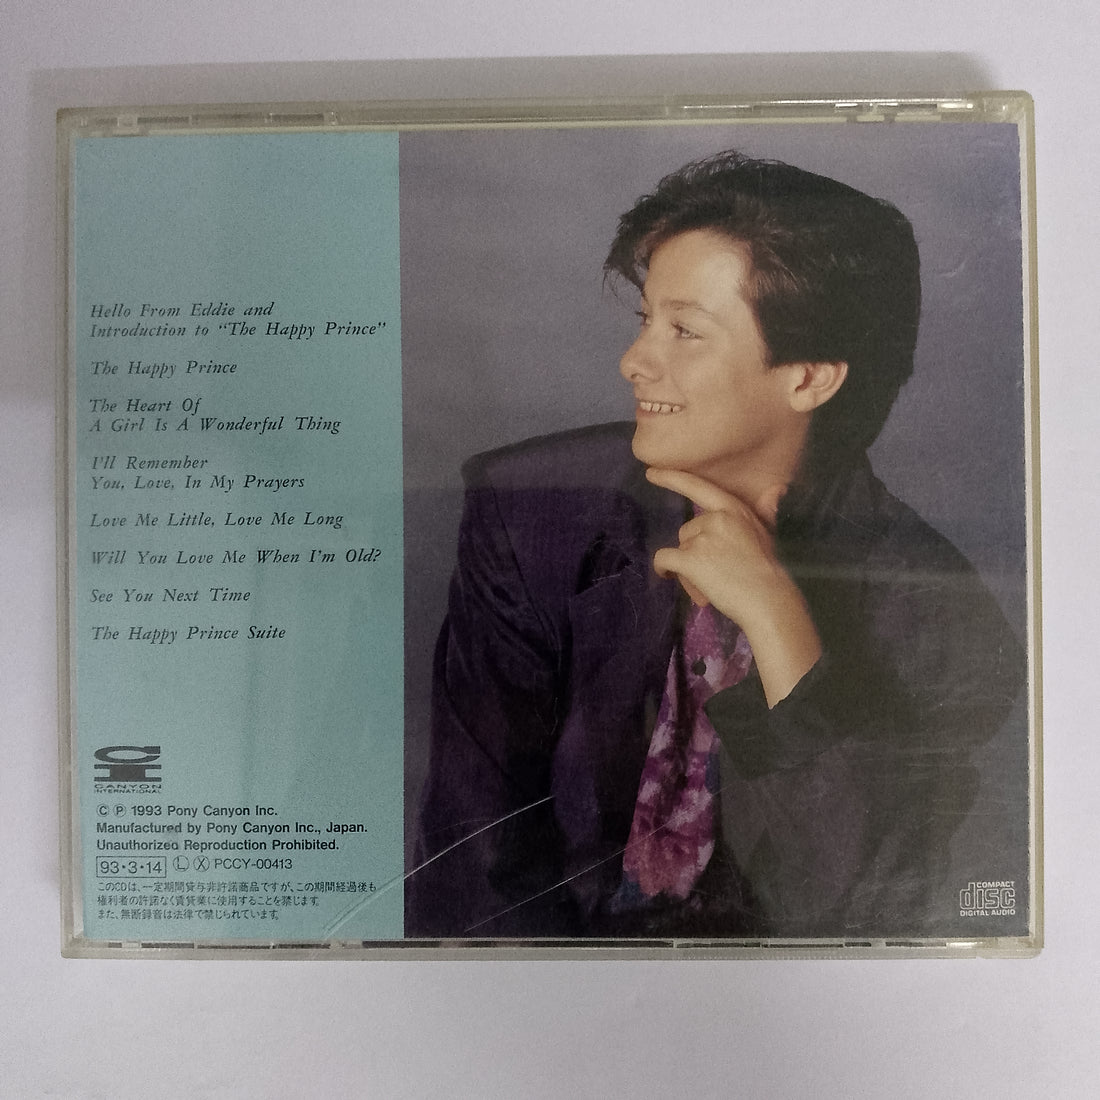 Hello From Eddie and
Introduction to "The Happy Prince"
The Happy Prince
The Heart Of
A Girl Is A Wonderful Thing
I'll Remember
You, Love, In My Prayers
Love Me Little, Love Me Long
Will You Love Me When I'm Old?
See You Next Time
The Happy Prince Suite
CANYON
INTERNATIONAL
Ⓒ Ⓟ 1993 Pony Canyon Inc.
Manufactured by Pony Canyon Inc., Japan.
Unauthorized Reproduction Prohibited.
93・3・14 Ⓛ Ⓧ PCCY-00413
このCDは、一定期間貸与非許諾商品ですが、この期間経過後も
権利者の許諾なく賃貸業に使用することを禁じます。
また、無断録音は法律で禁じられています。
COMPACT
disc
DIGITAL AUDIO